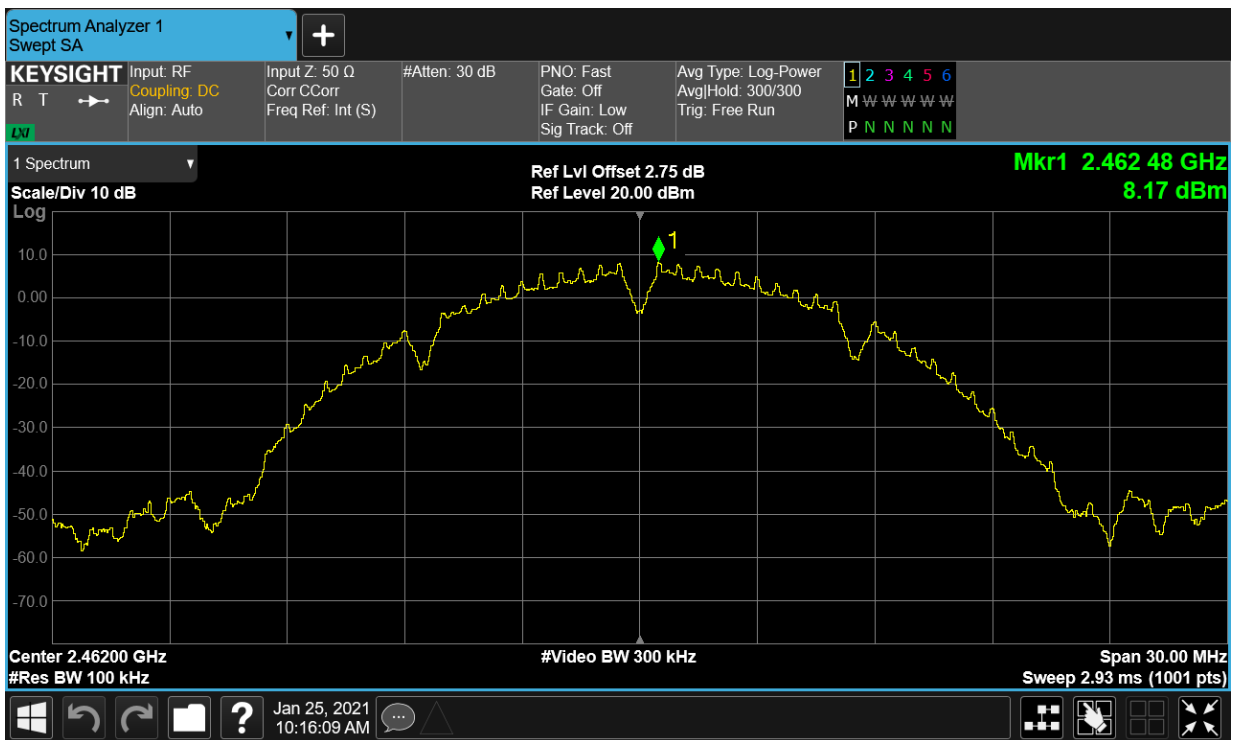 Spectrum Analyzer 1
Swept SA
KEYSIGHT
R T
LXI
Input: RF
Coupling: DC
Align: Auto
Input Z: 50 Ω
Corr CCorr
Freq Ref: Int (S)
#Atten: 30 dB
PNO: Fast
Gate: Off
IF Gain: Low
Sig Track: Off
Avg Type: Log-Power
Avg|Hold: 300/300
Trig: Free Run
1 2 3 4 5 6
M W W W W W
P N N N N N
1 Spectrum
Scale/Div 10 dB
Log
Ref Lvl Offset 2.75 dB
Ref Level 20.00 dBm
Mkr1 2.462 48 GHz
8.17 dBm
1
10.0
0.00
-10.0
-20.0
-30.0
-40.0
-50.0
-60.0
-70.0
Center 2.46200 GHz
#Res BW 100 kHz
#Video BW 300 kHz
Span 30.00 MHz
Sweep 2.93 ms (1001 pts)
?
Jan 25, 2021
10:16:09 AM